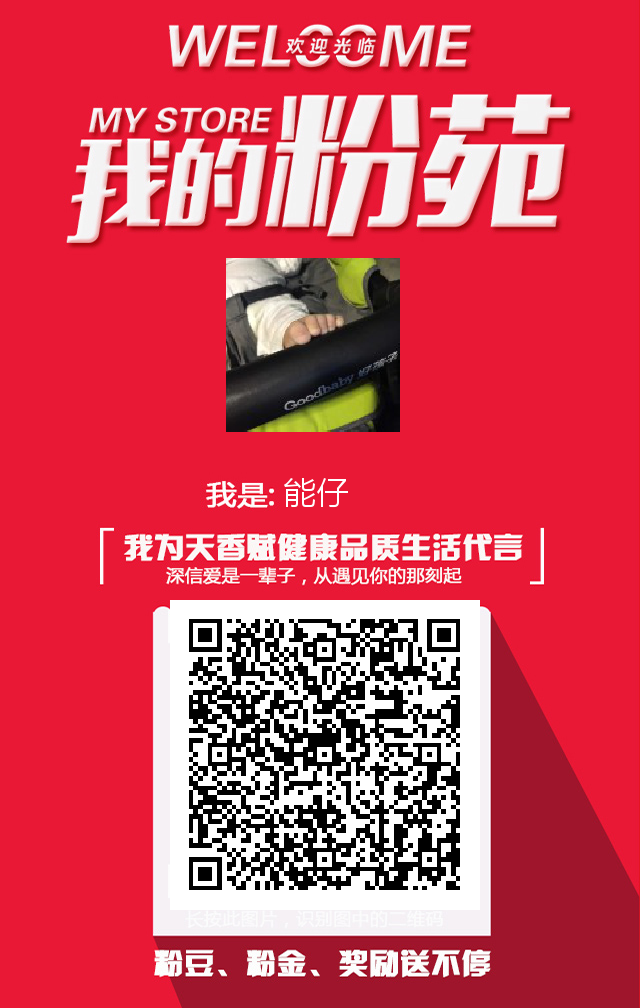 WELCOME
欢迎光临
MY STORE
我的粉苑
Goodbaby 好孩子
我是: 能仔
我为天香赋健康品质生活代言
深信爱是一辈子，从遇见你的那刻起
长按此图片，识别图中的二维码
粉豆、粉金、奖励送不停